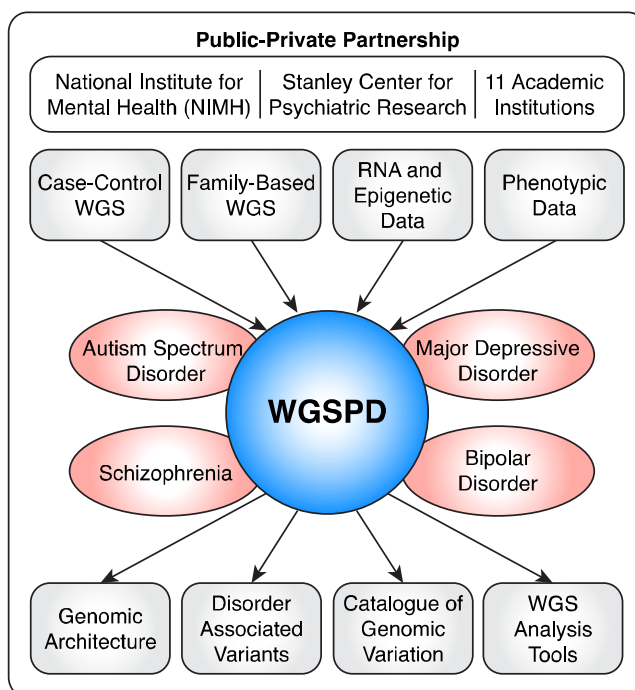 Public-Private Partnership
National Institute for
Mental Health (NIMH)
Stanley Center for
Psychiatric Research
11 Academic
Institutions
Case-Control
WGS
Family-Based
WGS
RNA and
Epigenetic
Data
Phenotypic
Data
Autism Spectrum
Disorder
Major Depressive
Disorder
WGSPD
Schizophrenia
Bipolar
Disorder
Genomic
Architecture
Disorder
Associated
Variants
Catalogue of
Genomic
Variation
WGS
Analysis
Tools